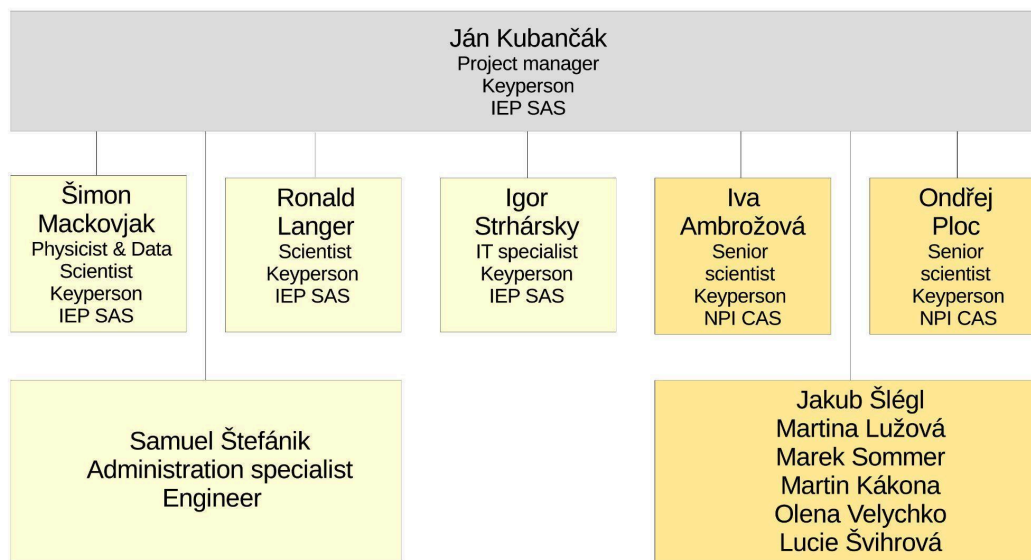 Ján Kubančák
Project manager
Keyperson
IEP SAS
Šimon
Mackovjak
Physicist & Data
Scientist
Keyperson
IEP SAS
Ronald
Langer
Scientist
Keyperson
IEP SAS
Igor
Strhársky
IT specialist
Keyperson
IEP SAS
Iva
Ambrožová
Senior
scientist
Keyperson
NPI CAS
Ondřej
Ploc
Senior
scientist
Keyperson
NPI CAS
Samuel Štefánik
Administration specialist
Engineer
Jakub Šlégl
Martina Lužová
Marek Sommer
Martin Kákona
Olena Velychko
Lucie Švihrová